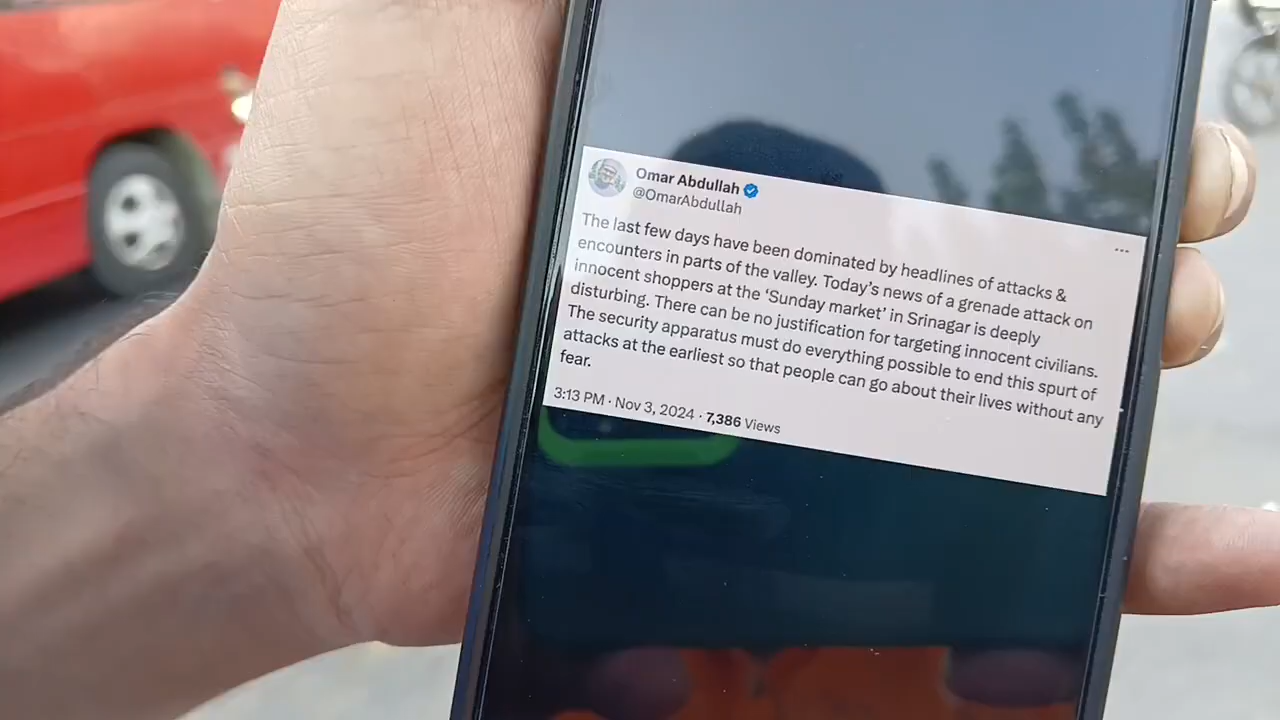 Omar Abdullah
@OmarAbdullah
The last few days have been dominated by headlines of attacks &
encounters in parts of the valley. Today's news of a grenade attack on
innocent shoppers at the ‘Sunday market’ in Srinagar is deeply
disturbing. There can be no justification for targeting innocent civilians.
The security apparatus must do everything possible to end this spurt of
attacks at the earliest so that people can go about their lives without any
fear.
3:13 PM · Nov 3, 2024 · 7,386 Views